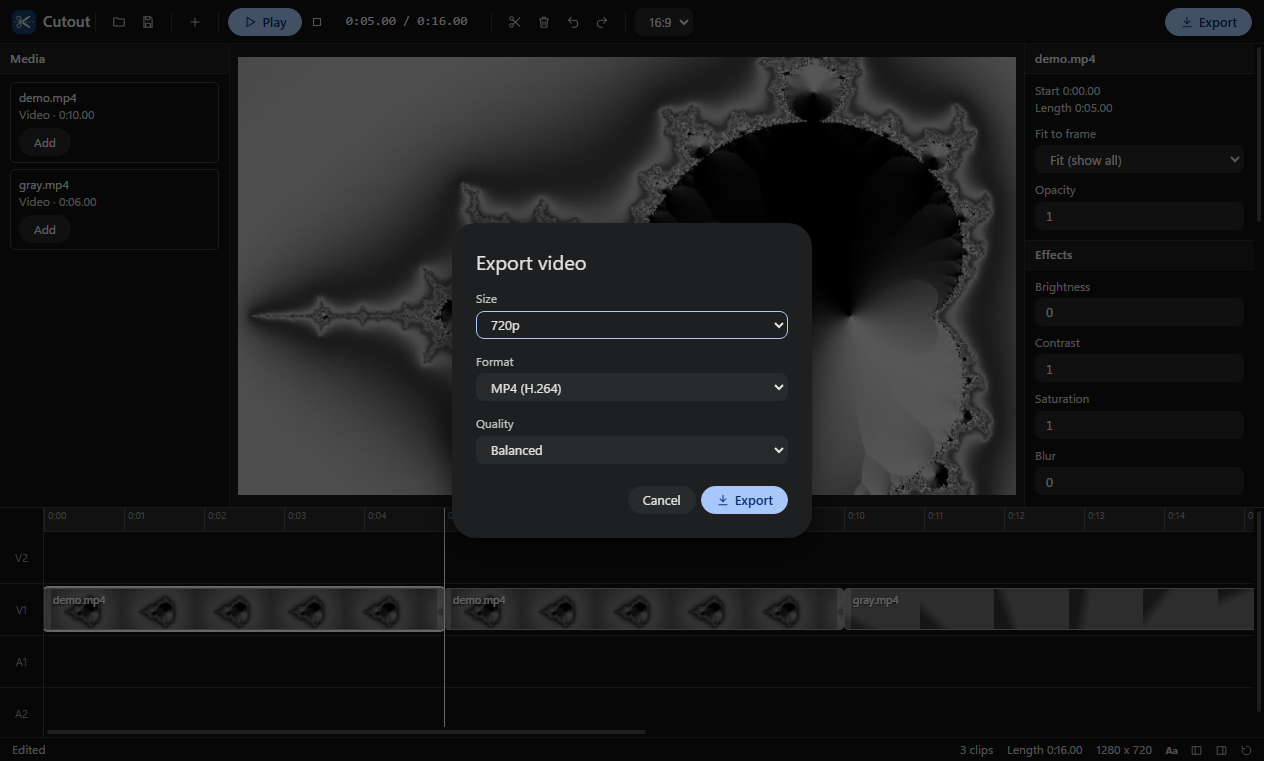 Cutout
Play
0:05.00 / 0:16.00
16:9
Export
Media
demo.mp4
Video · 0:10.00
Add
gray.mp4
Video · 0:06.00
Add
demo.mp4
Start 0:00.00
Length 0:05.00
Fit to frame
Fit (show all)
Opacity
1
Effects
Brightness
0
Contrast
1
Saturation
1
Blur
0
Export video
Size
720p
Format
MP4 (H.264)
Quality
Balanced
Cancel
Export
0:00 0:01 0:02 0:03 0:04 0:10 0:11 0:12 0:13 0:14
V2
V1
demo.mp4 demo.mp4 gray.mp4
A1
A2
Edited
3 clips Length 0:16.00 1280 x 720 Aa